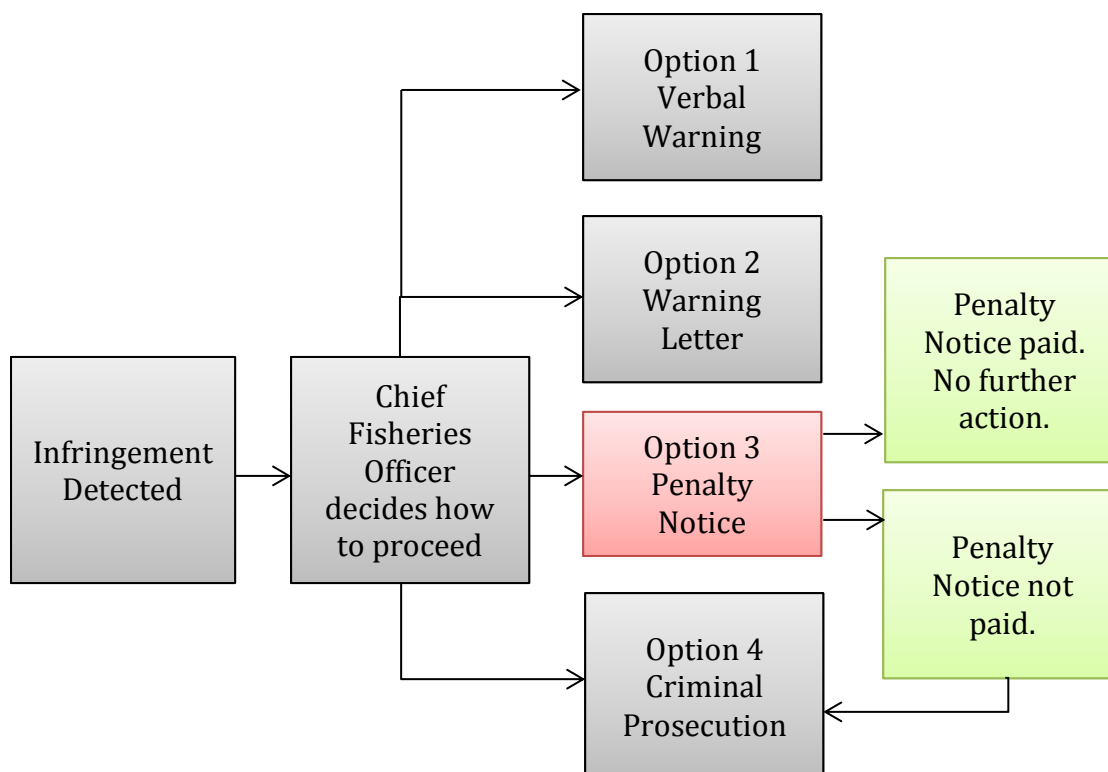 Option 1
Verbal
Warning
Option 2
Warning
Letter
Penalty
Notice paid.
No further
action.
Infringement
Detected
Chief
Fisheries
Officer
decides how
to proceed
Option 3
Penalty
Notice
Penalty
Notice not
paid.
Option 4
Criminal
Prosecution